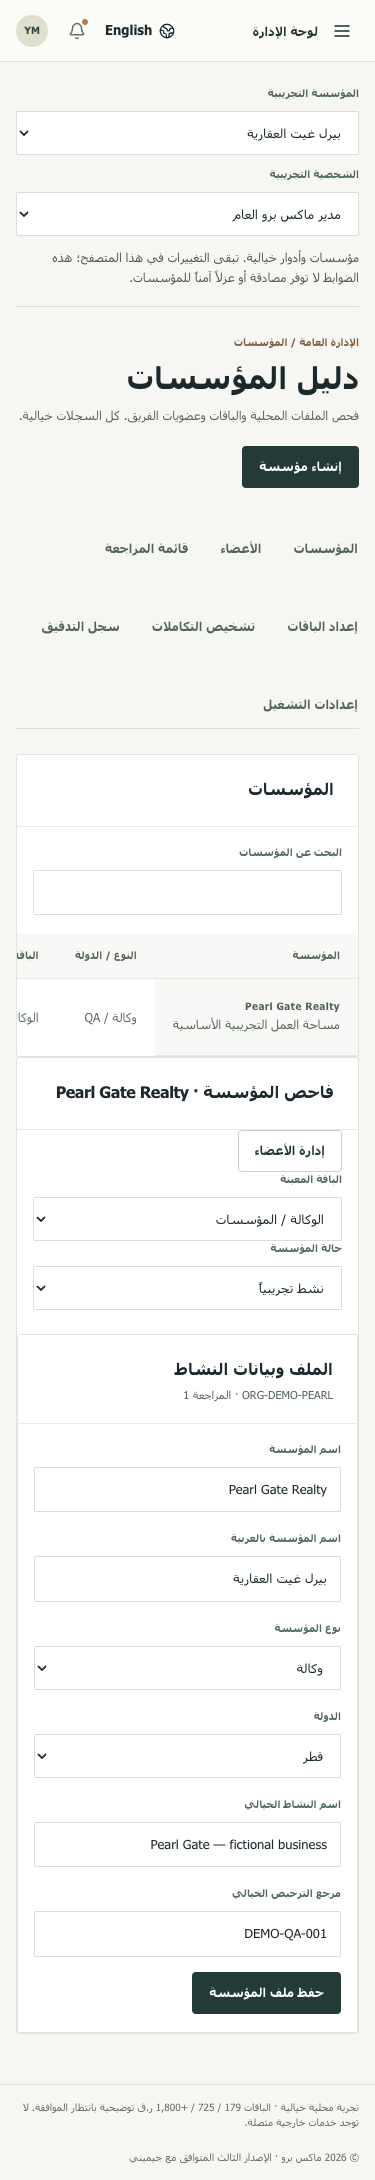 لوحة الإدارة
English
YM
المؤسسة التجريبية
بيرل غيت العقارية
الشخصية التجريبية
مدير ماكس برو العام
مؤسسات وأدوار خيالية. تبقى التغييرات في هذا المتصفح؛ هذه
الضوابط لا توفر مصادقة أو عزلاً آمناً للمؤسسات.
الإدارة العامة / المؤسسات
دليل المؤسسات
فحص الملفات المحلية والباقات وعضويات الفريق. كل السجلات خيالية.
إنشاء مؤسسة
المؤسسات
الأعضاء
قائمة المراجعة
إعداد الباقات
تشخيص التكاملات
سجل التدقيق
إعدادات التشغيل
المؤسسات
البحث عن المؤسسات
المؤسسة
النوع / الدولة
Pearl Gate Realty
مساحة العمل التجريبية الأساسية
وكالة / QA
فاحص المؤسسة · Pearl Gate Realty
إدارة الأعضاء
الباقة المعينة
الوكالة / المؤسسات
حالة المؤسسة
نشط تجريبياً
الملف وبيانات النشاط
ORG-DEMO-PEARL · المراجعة 1
اسم المؤسسة
Pearl Gate Realty
اسم المؤسسة بالعربية
بيرل غيت العقارية
نوع المؤسسة
وكالة
الدولة
قطر
اسم النشاط الخيالي
Pearl Gate — fictional business
مرجع الترخيص الخيالي
DEMO-QA-001
حفظ ملف المؤسسة
تجربة محلية خيالية · الباقات 179 / 725 / +1,800 ر.ق توضيحية بانتظار الموافقة. لا
توجد خدمات خارجية متصلة.
© 2026 ماكس برو · الإصدار الثالث المتوافق مع جيميني